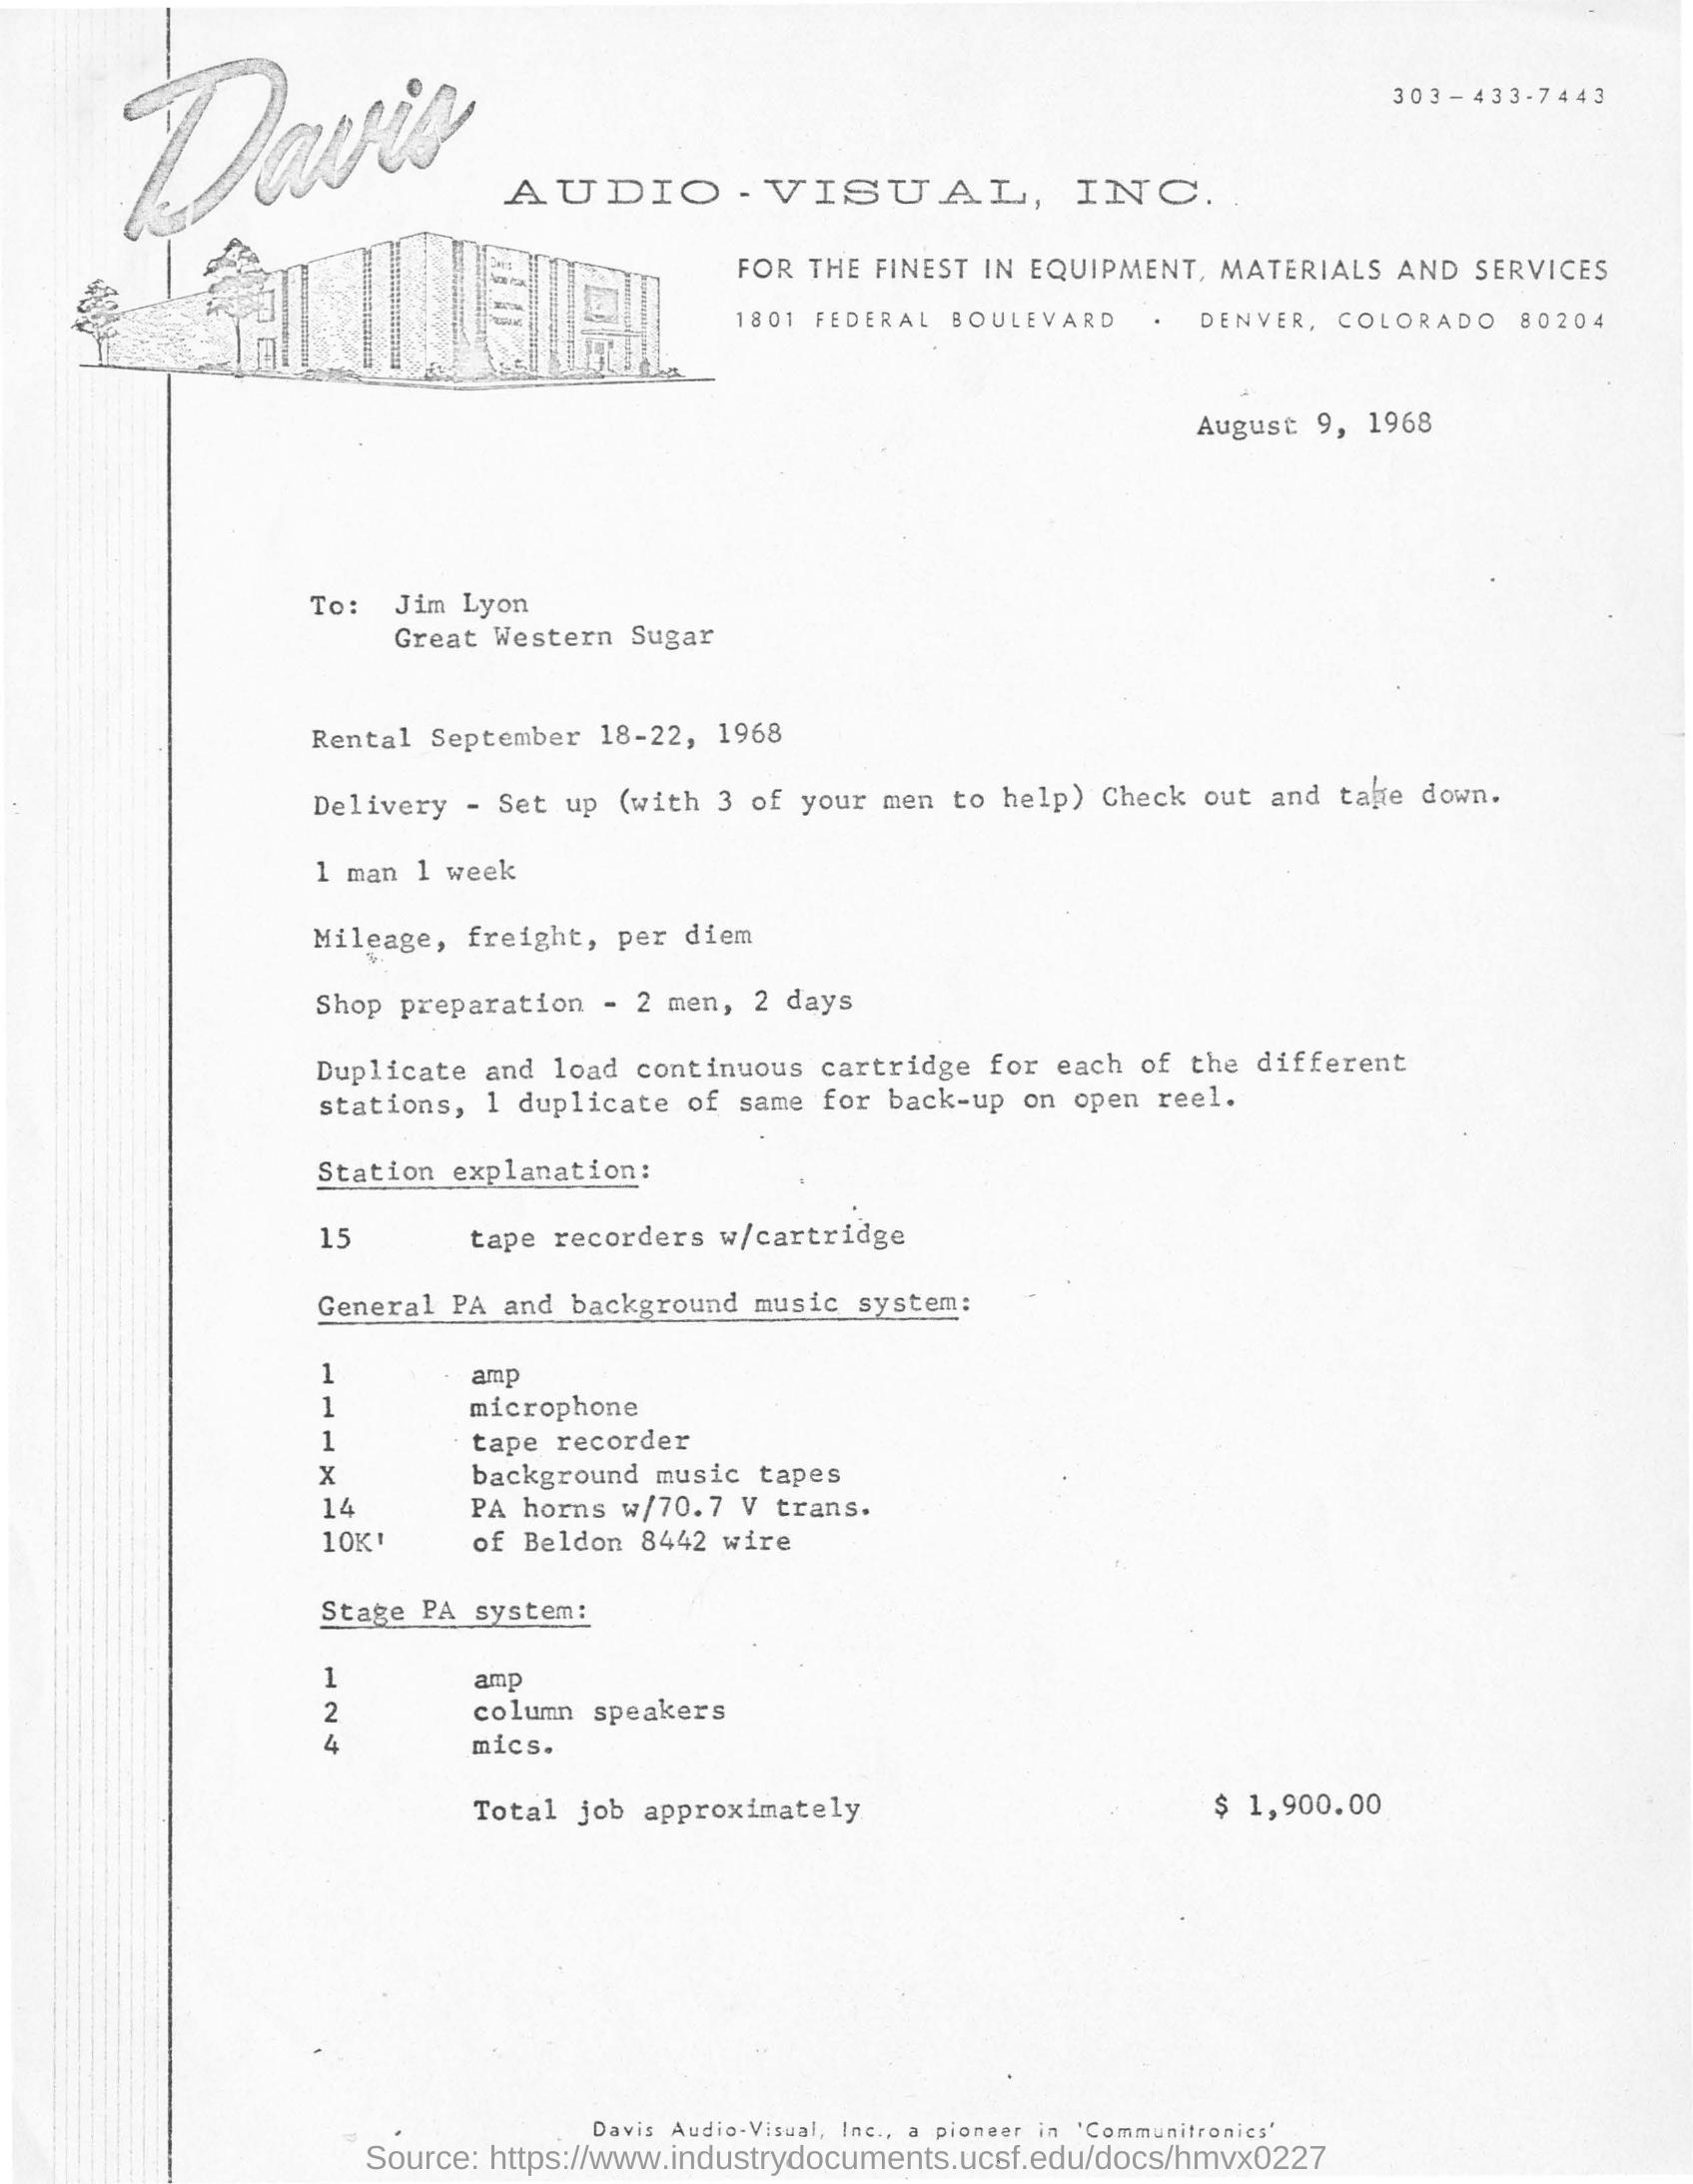 Davis
303-433-7443
AUDIO-VISUAL, INC.
FOR THE FINEST IN EQUIPMENT, MATERIALS AND SERVICES
1801 FEDERAL BOULEVARD · DENVER, COLORADO 80204
August 9, 1968
To: Jim Lyon
Great Western Sugar
Rental September 18-22, 1968
Delivery - Set up (with 3 of your men to help) Check out and take down.
1 man 1 week
Mileage, freight, per diem
Shop preparation - 2 men, 2 days
Duplicate and load continuous cartridge for each of the different
stations, 1 duplicate of same for back-up on open reel.
Station explanation:
15 tape recorders w/cartridge
General PA and background music system:
1 amp
1 microphone
1 tape recorder
X background music tapes
14 PA horns w/70.7 V trans.
10K' of Beldon 8442 wire
Stage PA system:
1 amp
2 column speakers
4 mics.
Total job approximately $ 1,900.00
Davis Audio-Visual, Inc., a pioneer in 'Communitronics'
Source: https://www.industrydocuments.ucsf.edu/docs/hmvx0227